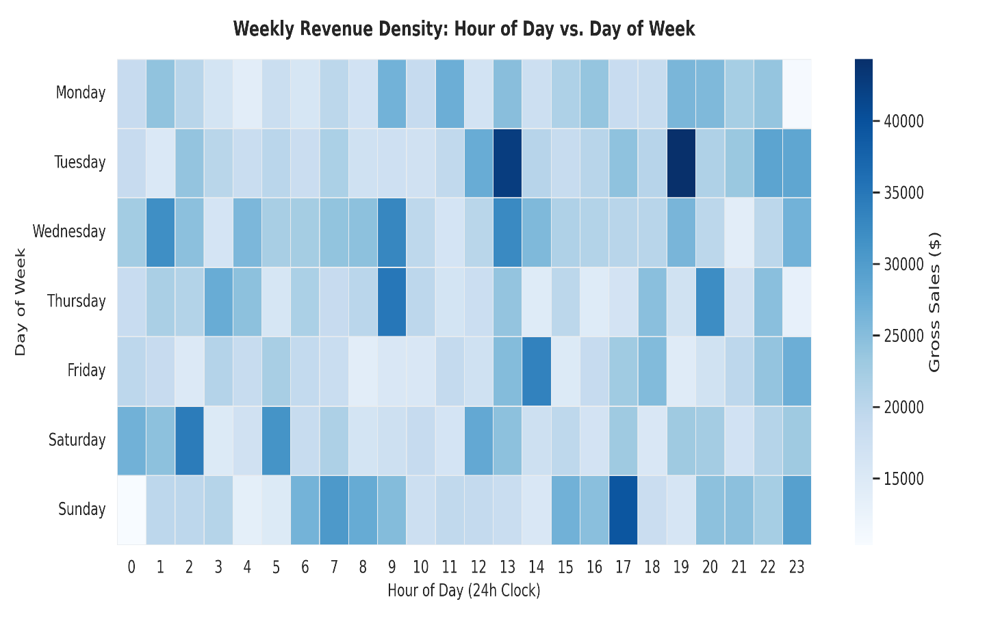 Weekly Revenue Density: Hour of Day vs. Day of Week
Day of Week
Monday
Tuesday
Wednesday
Thursday
Friday
Saturday
Sunday
0 1 2 3 4 5 6 7 8 9 10 11 12 13 14 15 16 17 18 19 20 21 22 23
Hour of Day (24h Clock)
40000
35000
30000
25000
20000
15000
Gross Sales ($)